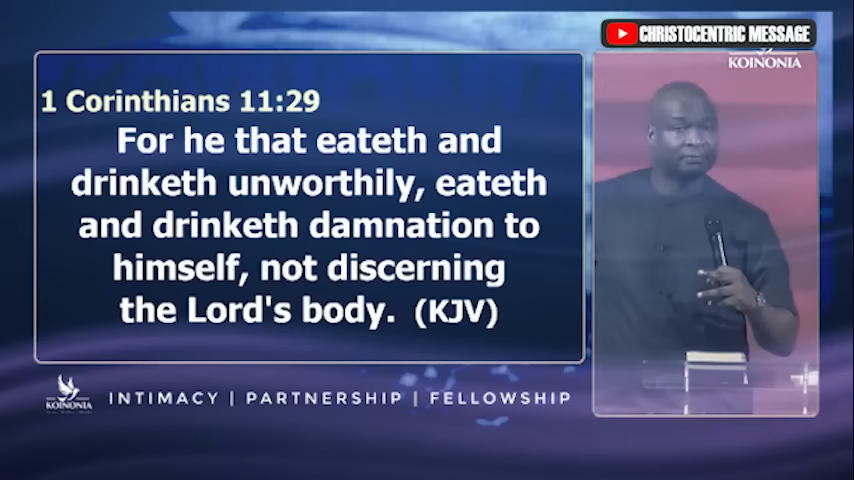 CHRISTOCENTRIC MESSAGE
KOINONIA
1 Corinthians 11:29
For he that eateth and
drinketh unworthily, eateth
and drinketh damnation to
himself, not discerning
the Lord's body. (KJV)
KOINONIA
INTIMACY | PARTNERSHIP | FELLOWSHIP